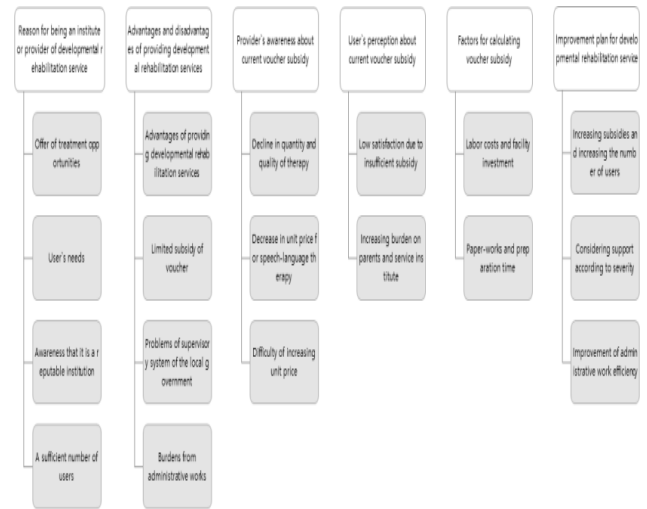 Reason for being an institute
or provider of developmental r
ehabilitation service
Offer of treatment opp
ortunities
User's needs
Awareness that it is a r
eputable institution
A sufficient number of
users
Advantages and disadvantag
es of providing development
al rehabilitation services
Advantages of providin
g developmental rehab
ilitation services
Limited subsidy of
voucher
Problems of supervisor
y system of the local g
overnment
Burdens from
administrative works
Provider's awareness about
current voucher subsidy
Decline in quantity and
quality of therapy
Decrease in unit price f
or speech-language th
erapy
Difficulty of increasing
unit price
User's perception about
current voucher subsidy
Low satisfaction due to
insufficient subsidy
Increasing burden on
parents and service ins
titute
Factors for calculating
voucher subsidy
Labor costs and facility
investment
Paper-works and prep
aration time
Improvement plan for develo
pmental rehabilitation service
Increasing subsidies an
d increasing the numb
er of users
Considering support
according to severity
Improvement of admin
istrative work efficiency